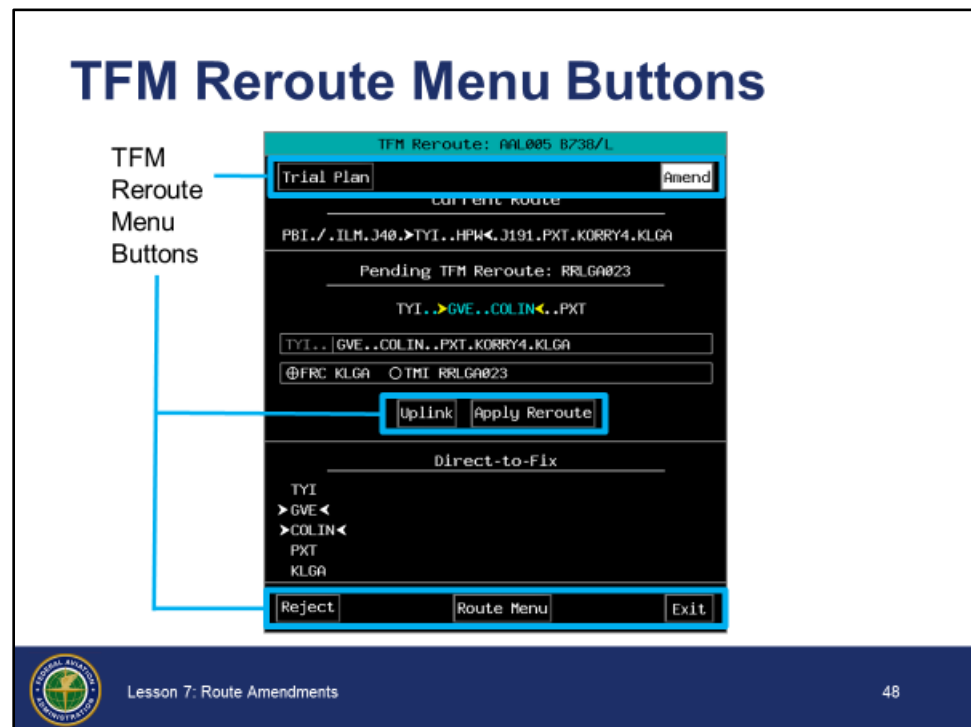 TFM Reroute Menu Buttons
TFM
Reroute
Menu
Buttons
TFM Reroute: AAL005 B738/L
Trial Plan Amend
Current Route
PBI./.ILM.J40.➤TYI..HPW⮜.J191.PXT.KORRY4.KLGA
Pending TFM Reroute: RRLGA023
TYI..➤GVE..COLIN⮜..PXT
TYI..|GVE..COLIN..PXT.KORRY4.KLGA
⊕FRC KLGA ○TMI RRLGA023
Uplink Apply Reroute
Direct-to-Fix
TYI
➤GVE⮜
➤COLIN⮜
PXT
KLGA
Reject Route Menu Exit
FEDERAL AVIATION ADMINISTRATION
Lesson 7: Route Amendments 48